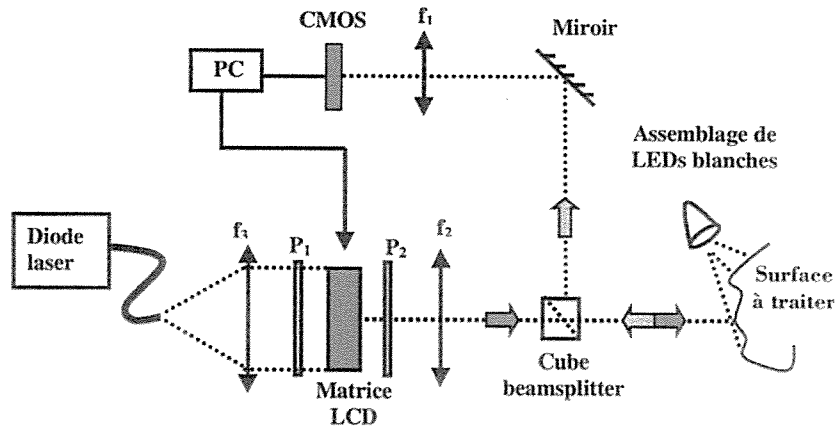 CMOS
f₁
Miroir
PC
Assemblage de
LEDs blanches
Diode
laser
f₃
P₁
P₂
f₂
Surface
à traiter
Matrice
LCD
Cube
beamsplitter